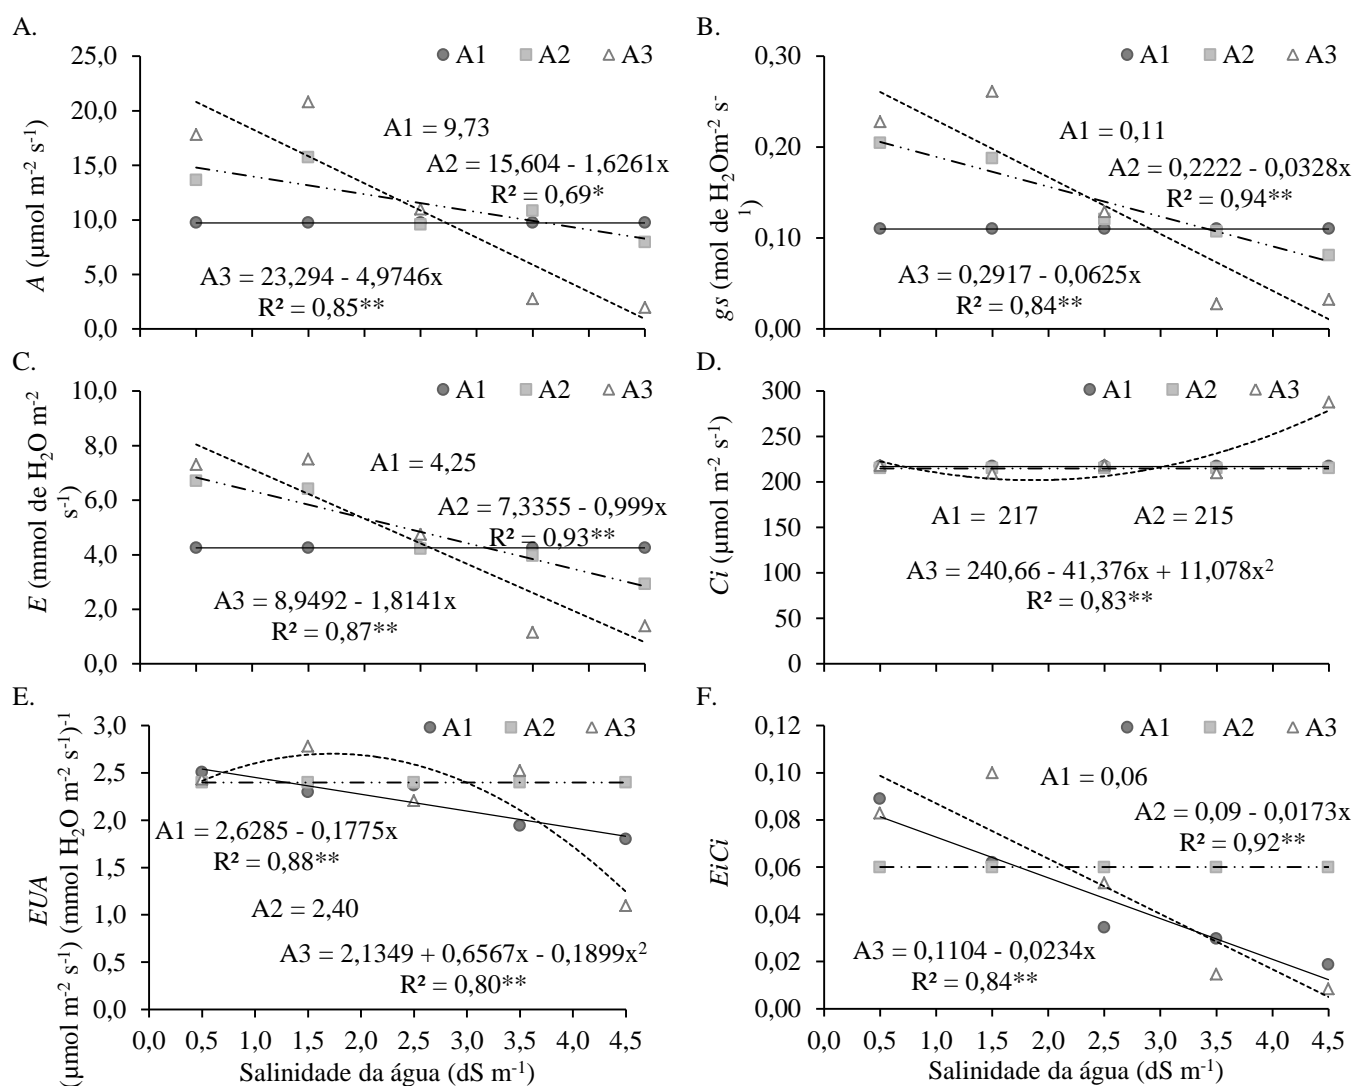 A.
25,0
20,0
15,0
10,0
5,0
0,0
A (µmol m-2 s-1)
A1 A2 A3
A1 = 9,73
A2 = 15,604 - 1,6261x
R² = 0,69*
A3 = 23,294 - 4,9746x
R² = 0,85**
B.
0,30
0,20
0,10
0,00
gs (mol de H2Om-2 s-
1)
A1 A2 A3
A1 = 0,11
A2 = 0,2222 - 0,0328x
R² = 0,94**
A3 = 0,2917 - 0,0625x
R² = 0,84**
C.
10,0
8,0
6,0
4,0
2,0
0,0
E (mmol de H2O m-2
s-1)
A1 A2 A3
A1 = 4,25
A2 = 7,3355 - 0,999x
R² = 0,93**
A3 = 8,9492 - 1,8141x
R² = 0,87**
D.
300
250
200
150
100
50
0
Ci (µmol m-2 s-1)
A1 A2 A3
A1 = 217 A2 = 215
A3 = 240,66 - 41,376x + 11,078x2
R² = 0,83**
E.
3,0
2,5
2,0
1,5
1,0
0,5
0,0
EUA
(µmol m-2 s-1) (mmol H2O m-2 s-1)-1
A1 A2 A3
A1 = 2,6285 - 0,1775x
R² = 0,88**
A2 = 2,40
A3 = 2,1349 + 0,6567x - 0,1899x2
R² = 0,80**
0,0 0,5 1,0 1,5 2,0 2,5 3,0 3,5 4,0 4,5
Salinidade da água (dS m-1)
F.
0,12
0,10
0,08
0,06
0,04
0,02
0,00
EiCi
A1 A2 A3
A1 = 0,06
A2 = 0,09 - 0,0173x
R² = 0,92**
A3 = 0,1104 - 0,0234x
R² = 0,84**
0,0 0,5 1,0 1,5 2,0 2,5 3,0 3,5 4,0 4,5
Salinidade da água (dS m-1)